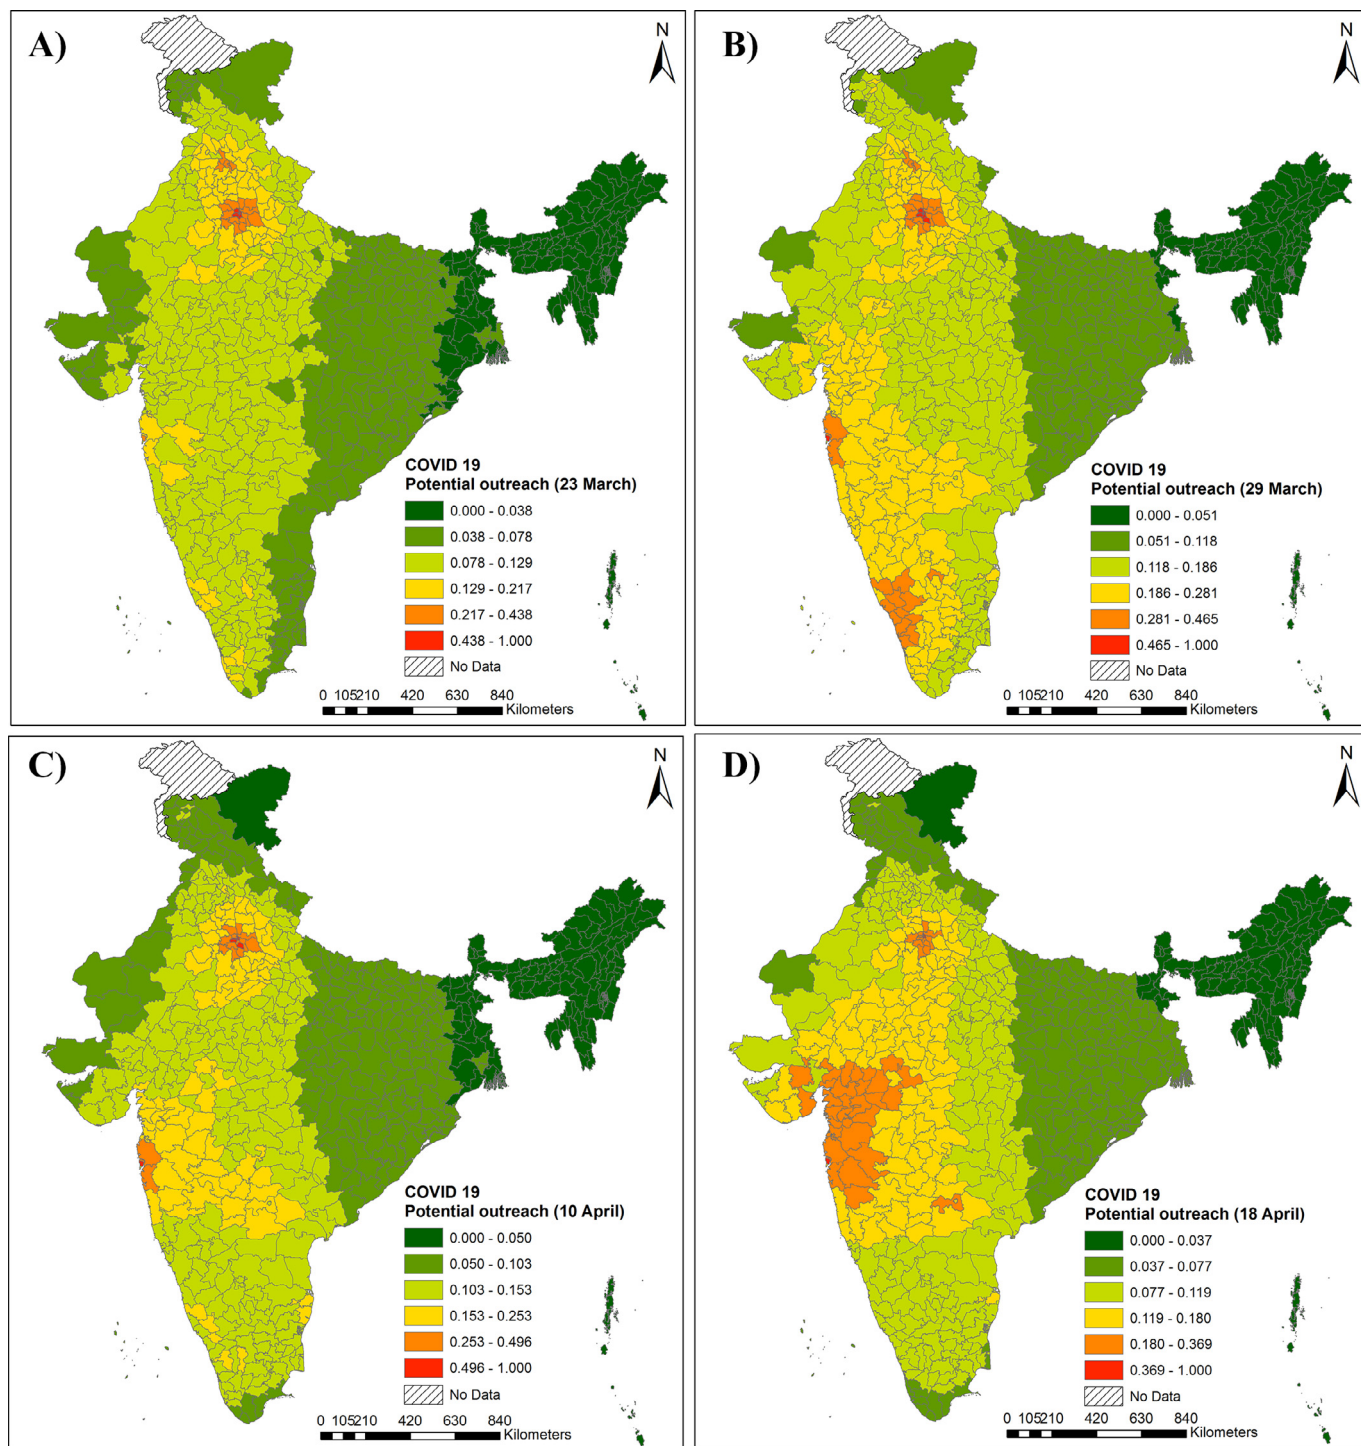 A)
N
COVID 19
Potential outreach (23 March)
0.000 - 0.038
0.038 - 0.078
0.078 - 0.129
0.129 - 0.217
0.217 - 0.438
0.438 - 1.000
No Data
0 105210 420 630 840
Kilometers
B)
N
COVID 19
Potential outreach (29 March)
0.000 - 0.051
0.051 - 0.118
0.118 - 0.186
0.186 - 0.281
0.281 - 0.465
0.465 - 1.000
No Data
0 105210 420 630 840
Kilometers
C)
N
COVID 19
Potential outreach (10 April)
0.000 - 0.050
0.050 - 0.103
0.103 - 0.153
0.153 - 0.253
0.253 - 0.496
0.496 - 1.000
No Data
0 105210 420 630 840
Kilometers
D)
N
COVID 19
Potential outreach (18 April)
0.000 - 0.037
0.037 - 0.077
0.077 - 0.119
0.119 - 0.180
0.180 - 0.369
0.369 - 1.000
No Data
0 105210 420 630 840
Kilometers